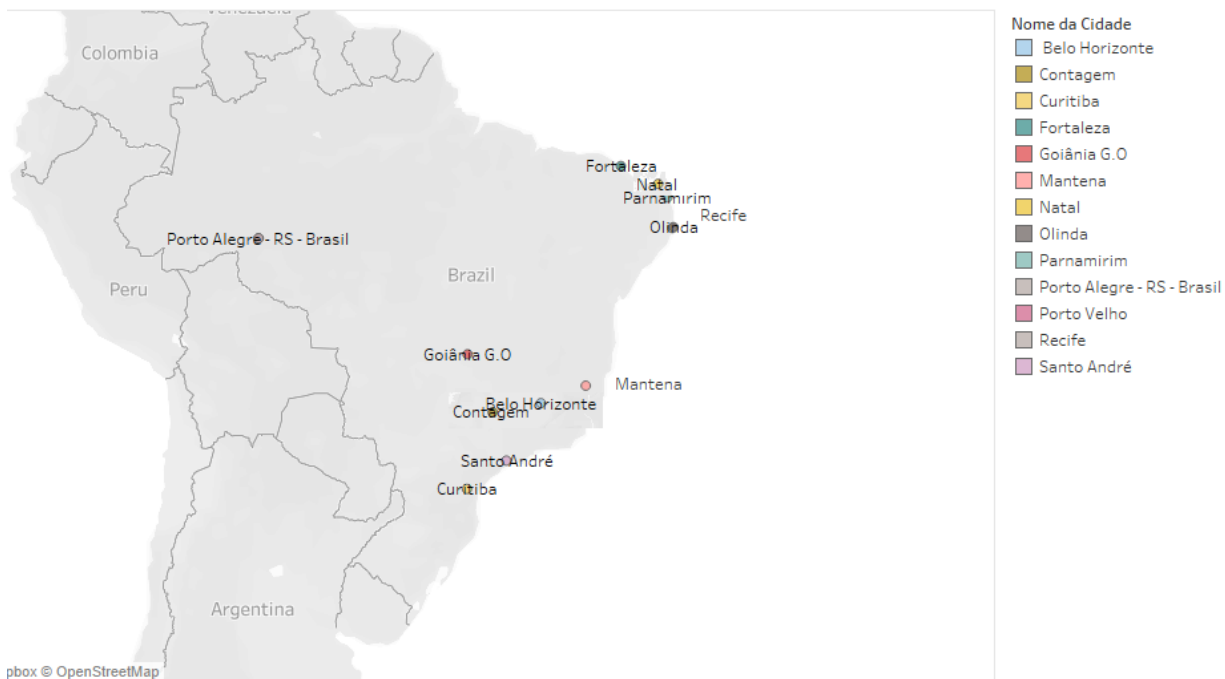 Venezuela
Colombia
Fortaleza
Natal
Parnamirim
Recife
Olinda
Porto Alegre - RS - Brasil
Brazil
Peru
Goiânia G.O
Mantena
Belo Horizonte
Contagem
Santo André
Curitiba
Argentina
pbox © OpenStreetMap
Nome da Cidade
Belo Horizonte
Contagem
Curitiba
Fortaleza
Goiânia G.O
Mantena
Natal
Olinda
Parnamirim
Porto Alegre - RS - Brasil
Porto Velho
Recife
Santo André